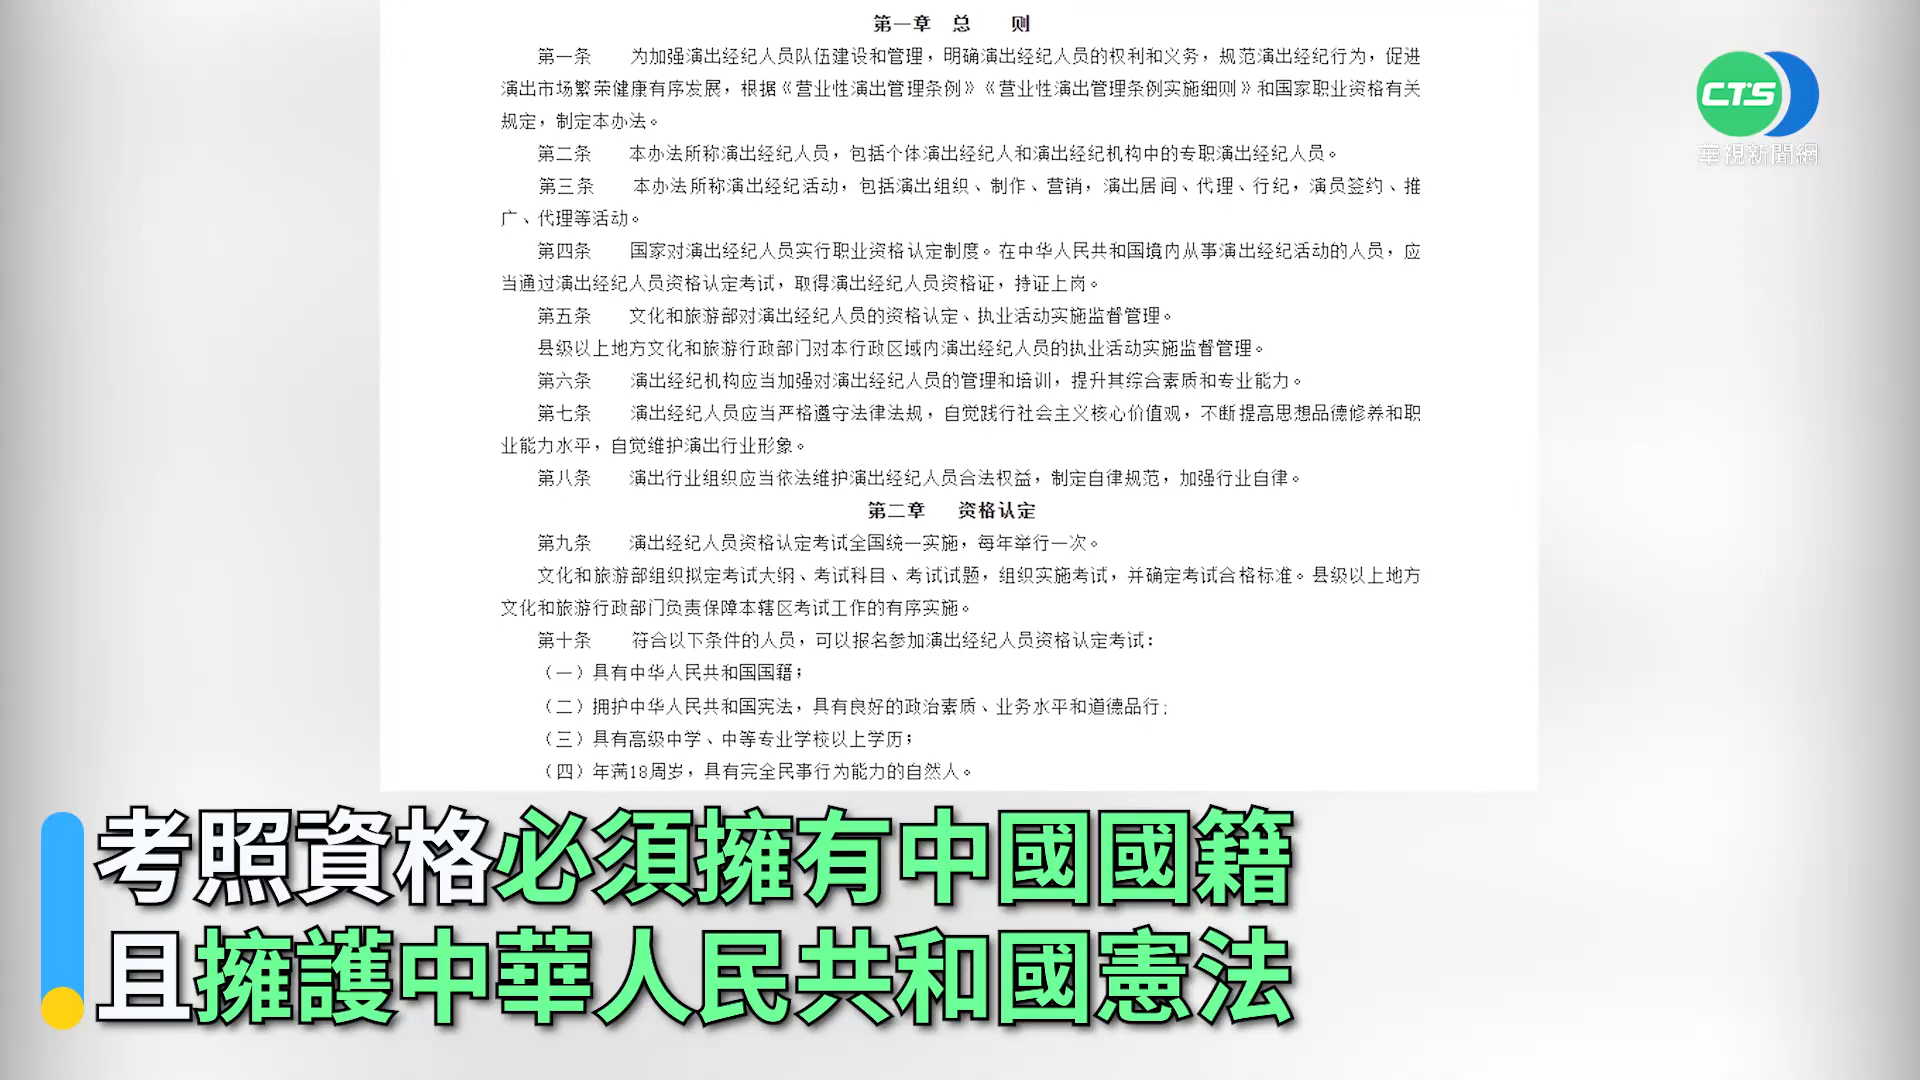 第一章 总 则
第一条 为加强演出经纪人员队伍建设和管理，明确演出经纪人员的权利和义务，规范演出经纪行为，促进
演出市场繁荣健康有序发展，根据《营业性演出管理条例》《营业性演出管理条例实施细则》和国家职业资格有关
规定，制定本办法。
第二条 本办法所称演出经纪人员，包括个体演出经纪人和演出经纪机构中的专职演出经纪人员。
第三条 本办法所称演出经纪活动，包括演出组织、制作、营销，演出居间、代理、行纪，演员签约、推
广、代理等活动。
第四条 国家对演出经纪人员实行职业资格认定制度。在中华人民共和国境内从事演出经纪活动的人员，应
当通过演出经纪人员资格认定考试，取得演出经纪人员资格证，持证上岗。
第五条 文化和旅游部对演出经纪人员的资格认定、执业活动实施监督管理。
县级以上地方文化和旅游行政部门对本行政区域内演出经纪人员的执业活动实施监督管理。
第六条 演出经纪机构应当加强对演出经纪人员的管理和培训，提升其综合素质和专业能力。
第七条 演出经纪人员应当严格遵守法律法规，自觉践行社会主义核心价值观，不断提高思想品德修养和职
业能力水平，自觉维护演出行业形象。
第八条 演出行业组织应当依法维护演出经纪人员合法权益，制定自律规范，加强行业自律。
第二章 资格认定
第九条 演出经纪人员资格认定考试全国统一实施，每年举行一次。
文化和旅游部组织拟定考试大纲、考试科目、考试试题，组织实施考试，并确定考试合格标准。县级以上地方
文化和旅游行政部门负责保障本辖区考试工作的有序实施。
第十条 符合以下条件的人员，可以报名参加演出经纪人员资格认定考试：
（一）具有中华人民共和国国籍；
（二）拥护中华人民共和国宪法，具有良好的政治素质、业务水平和道德品行；
（三）具有高级中学、中等专业学校以上学历；
（四）年满18周岁，具有完全民事行为能力的自然人。
CTS
華視新聞網
考照資格必須擁有中國國籍
且擁護中華人民共和國憲法